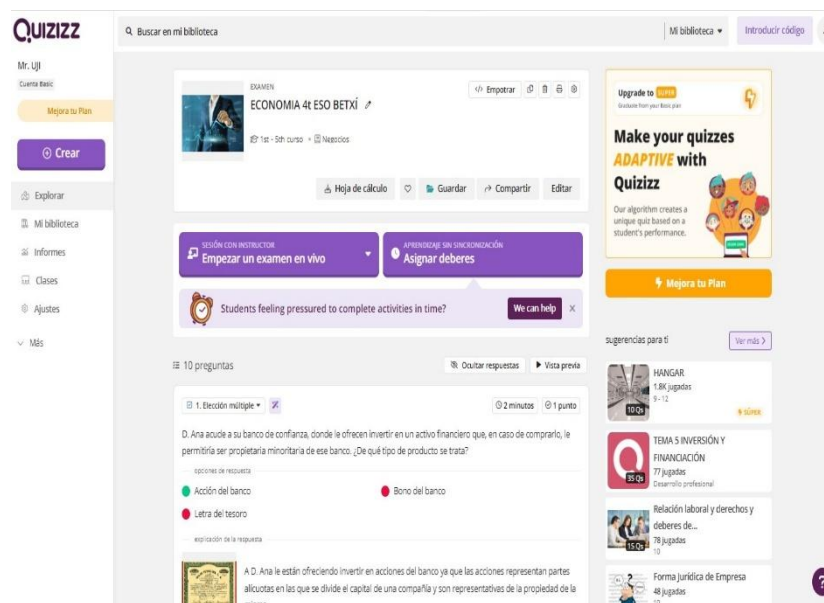 QUIZIZZ
Buscar en mi biblioteca
Mi biblioteca
Introducir código
Mr. UJI
Cuenta Basic
Mejora tu Plan
Crear
Explorar
Mi biblioteca
Informes
Clases
Ajustes
Más
EXAMEN
ECONOMIA 4t ESO BETXÍ
1st - 5th curso • Negocios
</> Empotrar
Hoja de cálculo
Guardar
Compartir
Editar
SESIÓN CON INSTRUCTOR
Empezar un examen en vivo
APRENDIZAJE SIN SINCRONIZACIÓN
Asignar deberes
Students feeling pressured to complete activities in time?
We can help
X
10 preguntas
Ocultar respuestas
Vista previa
1. Elección múltiple
2 minutos
1 punto
D. Ana acude a su banco de confianza, donde le ofrecen invertir en un activo financiero que, en caso de comprarlo, le
permitiría ser propietaria minoritaria de ese banco. ¿De qué tipo de producto se trata?
opciones de respuesta
Acción del banco
Bono del banco
Letra del tesoro
explicación de la respuesta
A D. Ana le están ofreciendo invertir en acciones del banco ya que las acciones representan partes
alícuotas en las que se divide el capital de una compañía y son representativas de la propiedad de la
Upgrade to SUPER
Graduate from your Basic plan
Make your quizzes
ADAPTIVE with
Quizizz
Our algorithm creates a
unique quiz based on a
student's performance.
Mejora tu Plan
sugerencias para ti
Ver más >
HANGAR
1.8K jugadas
9 - 12
10 Qs
SÚPER
TEMA 5 INVERSIÓN Y
FINANCIACIÓN
77 jugadas
Desarrollo profesional
35 Qs
Relación laboral y derechos y
deberes de...
78 jugadas
10
15 Qs
Forma Jurídica de Empresa
48 jugadas
?